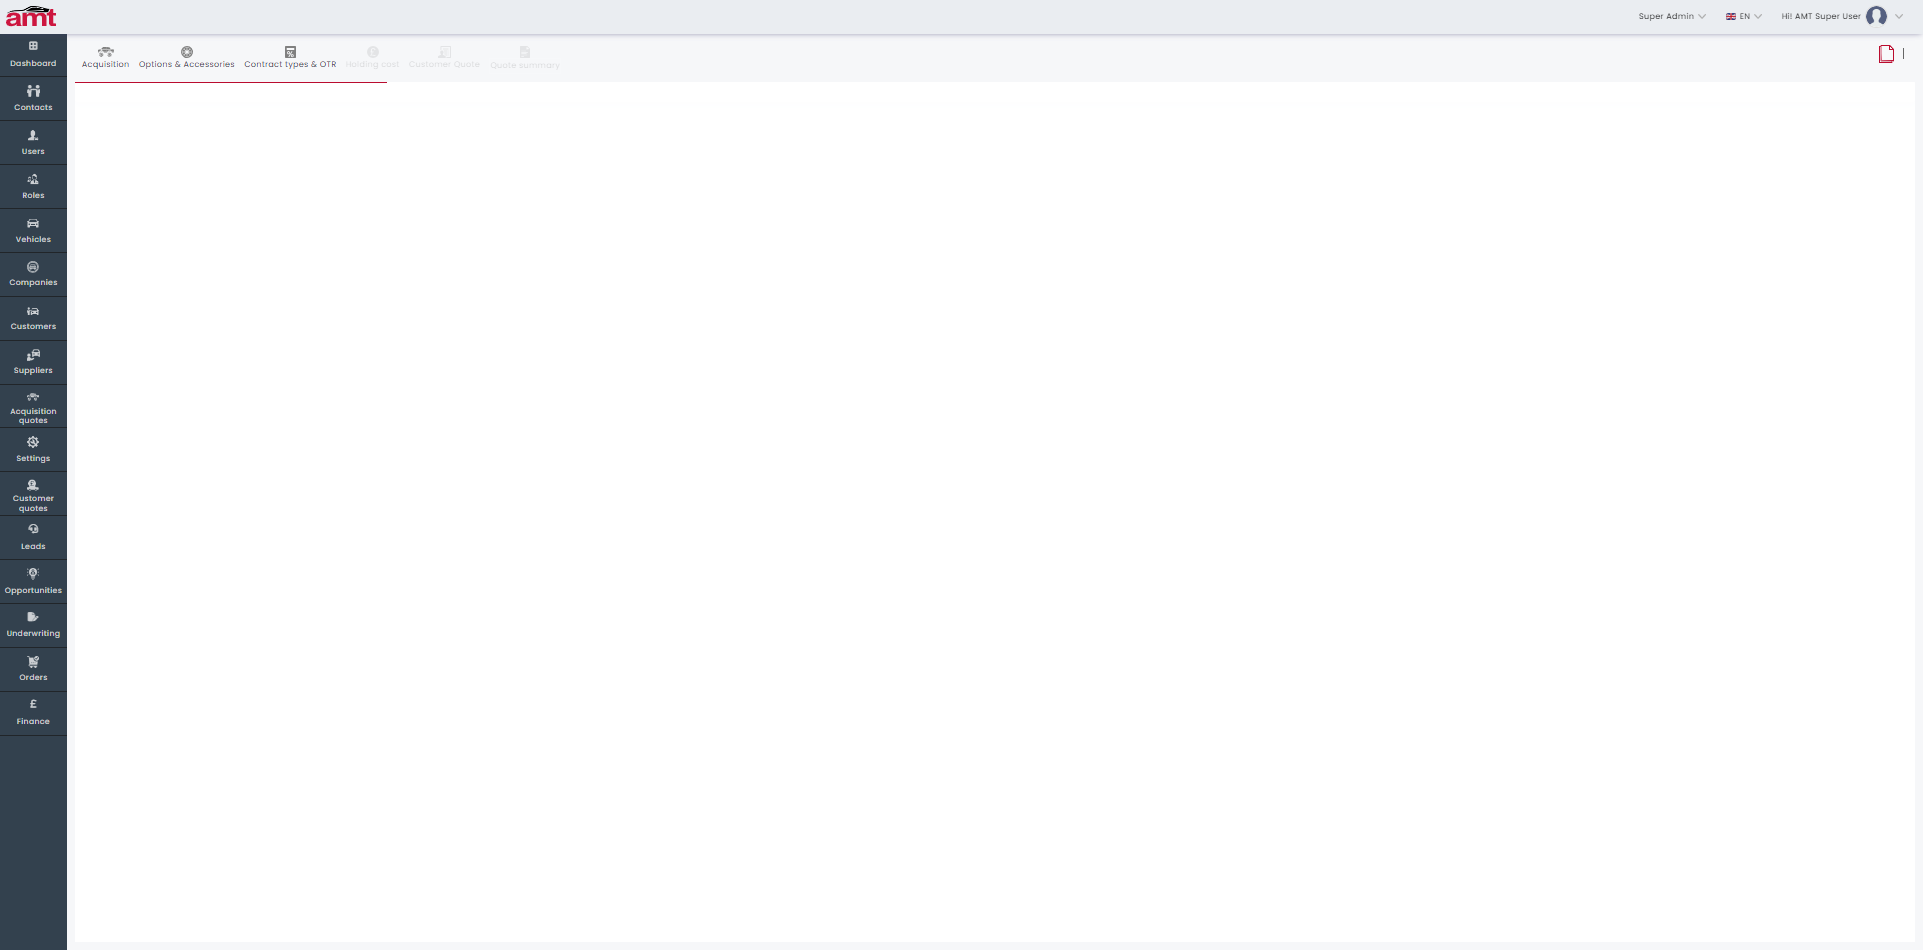 amt
Super Admin
EN
Hi! AMT Super User
Dashboard
Contacts
Users
Roles
Vehicles
Companies
Customers
Suppliers
Acquisition
quotes
Settings
Customer
quotes
Leads
Opportunities
Underwriting
Orders
Finance
Acquisition
Options & Accessories
Contract types & OTR
Holding cost
Customer Quote
Quote summary